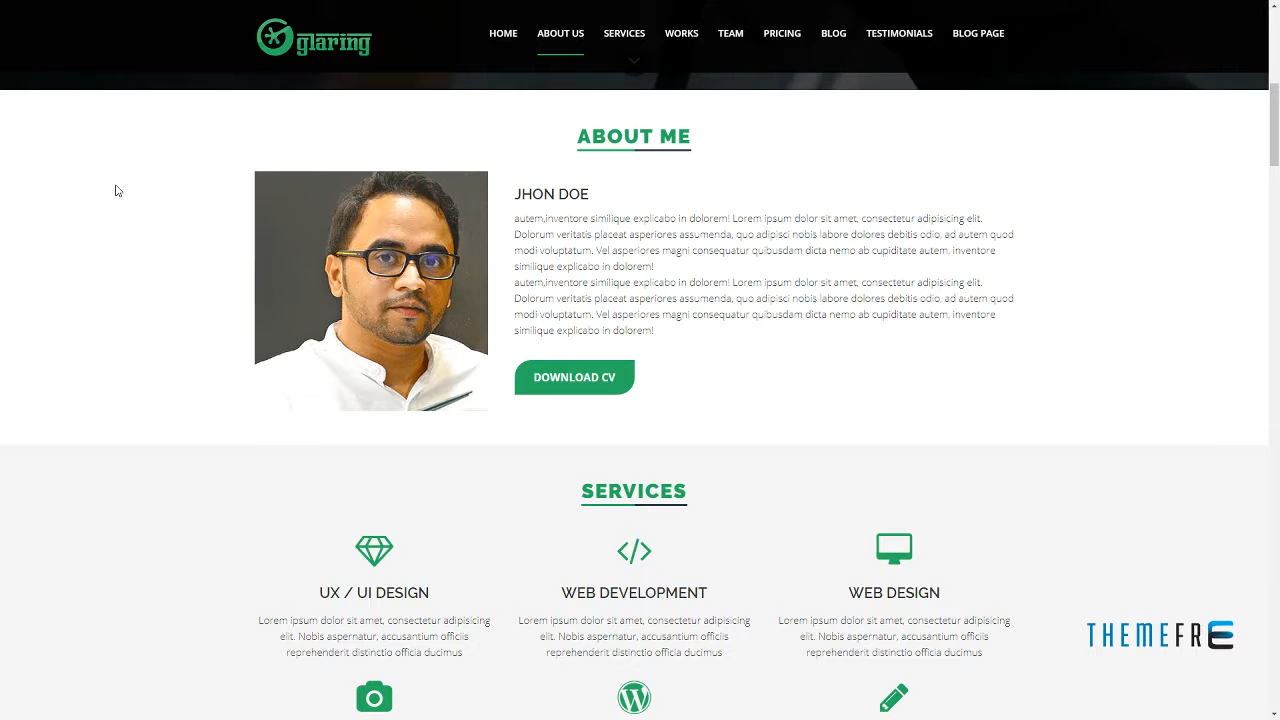 glaring
HOME ABOUT US SERVICES WORKS TEAM PRICING BLOG TESTIMONIALS BLOG PAGE
ABOUT ME
JHON DOE
autem,inventore similique explicabo in dolorem! Lorem ipsum dolor sit amet, consectetur adipisicing elit.
Dolorum veritatis placeat asperiores assumenda, quo adipisci nobis labore dolores debitis odio, ad autem quod
modi voluptatum. Vel asperiores magni consequatur quibusdam dicta nemo ab cupiditate autem, inventore
similique explicabo in dolorem!
autem,inventore similique explicabo in dolorem! Lorem ipsum dolor sit amet, consectetur adipisicing elit.
Dolorum veritatis placeat asperiores assumenda, quo adipisci nobis labore dolores debitis odio, ad autem quod
modi voluptatum. Vel asperiores magni consequatur quibusdam dicta nemo ab cupiditate autem, inventore
similique explicabo in dolorem!
DOWNLOAD CV
SERVICES
UX / UI DESIGN
Lorem ipsum dolor sit amet, consectetur adipisicing
elit. Nobis aspernatur, accusantium officiis
reprehenderit distinctio officia ducimus
WEB DEVELOPMENT
Lorem ipsum dolor sit amet, consectetur adipisicing
elit. Nobis aspernatur, accusantium officiis
reprehenderit distinctio officia ducimus
WEB DESIGN
Lorem ipsum dolor sit amet, consectetur adipisicing
elit. Nobis aspernatur, accusantium officiis
reprehenderit distinctio officia ducimus
THEMEFRE